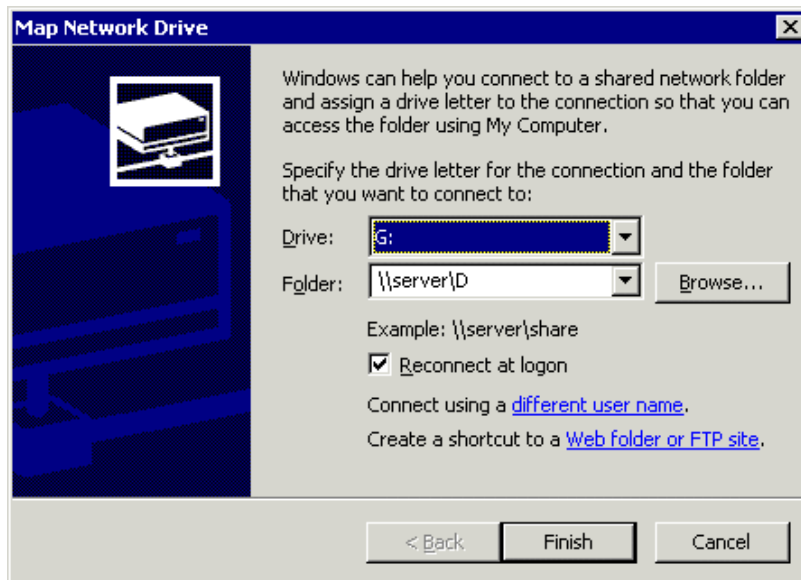 Map Network Drive
Windows can help you connect to a shared network folder
and assign a drive letter to the connection so that you can
access the folder using My Computer.
Specify the drive letter for the connection and the folder
that you want to connect to:
Drive: G:
Folder: \\server\D Browse...
Example: \\server\share
Reconnect at logon
Connect using a different user name.
Create a shortcut to a Web folder or FTP site.
< Back Finish Cancel